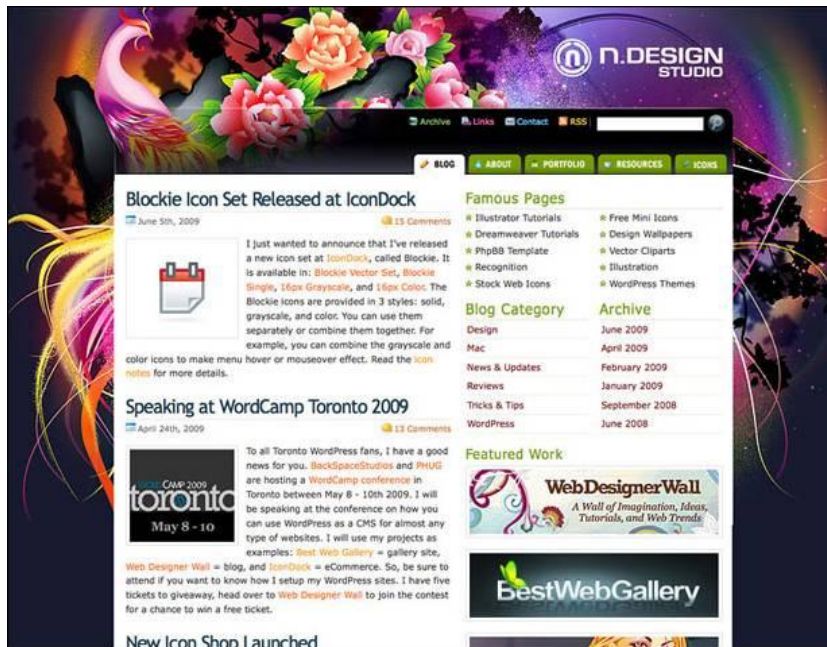 n.DESIGN
STUDIO
Archive Links Contact RSS
BLOG ABOUT PORTFOLIO RESOURCES ICONS
Blockie Icon Set Released at IconDock
June 5th, 2009 15 Comments
I just wanted to announce that I've released
a new icon set at IconDock, called Blockie. It
is available in: Blockie Vector Set, Blockie
Single, 16px Grayscale, and 16px Color. The
Blockie icons are provided in 3 styles: solid,
grayscale, and color. You can use them
separately or combine them together. For
example, you can combine the grayscale and
color icons to make menu hover or mouseover effect. Read the icon
notes for more details.
Speaking at WordCamp Toronto 2009
April 24th, 2009 13 Comments
WORDCAMP 2009
toronto
May 8 - 10
To all Toronto WordPress fans, I have a good
news for you. BackSpaceStudios and PHUG
are hosting a WordCamp conference in
Toronto between May 8 - 10th 2009. I will
be speaking at the conference on how you
can use WordPress as a CMS for almost any
type of websites. I will use my projects as
examples: Best Web Gallery = gallery site,
Web Designer Wall = blog, and IconDock = eCommerce. So, be sure to
attend if you want to know how I setup my WordPress sites. I have five
tickets to giveaway, head over to Web Designer Wall to join the contest
for a chance to win a free ticket.
New Icon Shop Launched
Famous Pages
Illustrator Tutorials
Dreamweaver Tutorials
PhpBB Template
Recognition
Stock Web Icons
Free Mini Icons
Design Wallpapers
Vector Cliparts
Illustration
WordPress Themes
Blog Category
Design
Mac
News & Updates
Reviews
Tricks & Tips
WordPress
Archive
June 2009
April 2009
February 2009
January 2009
September 2008
June 2008
Featured Work
WebDesignerWall
A Wall of Imagination, Ideas,
Tutorials, and Web Trends
BestWebGallery